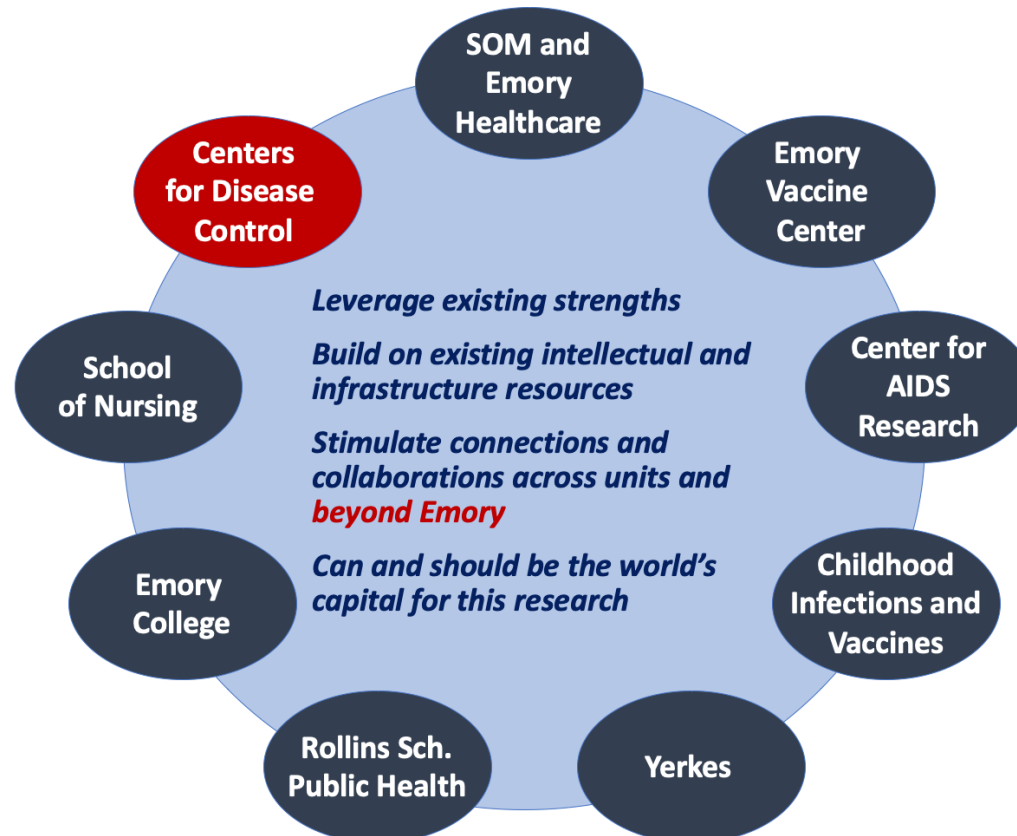 SOM and
Emory
Healthcare
Centers
for Disease
Control
Emory
Vaccine
Center
Leverage existing strengths
Build on existing intellectual and
infrastructure resources
Stimulate connections and
collaborations across units and
beyond Emory
Can and should be the world's
capital for this research
School
of Nursing
Center for
AIDS
Research
Emory
College
Childhood
Infections and
Vaccines
Rollins Sch.
Public Health
Yerkes